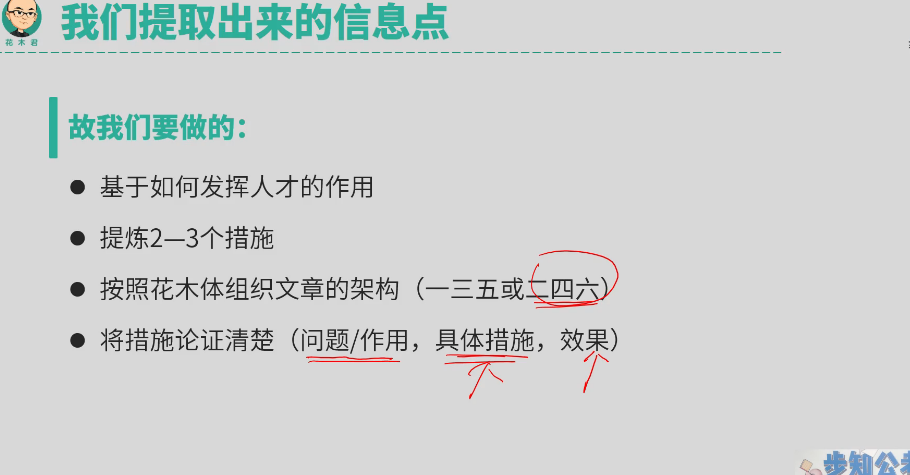 花木君
我们提取出来的信息点
故我们要做的：
● 基于如何发挥人才的作用
● 提炼2—3个措施
● 按照花木体组织文章的架构（一三五或二四六）
● 将措施论证清楚（问题/作用，具体措施，效果）
步知公考